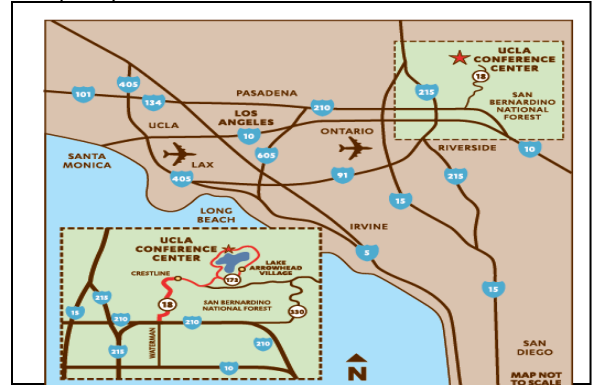 UCLA
CONFERENCE
CENTER
18
SAN
BERNARDINO
NATIONAL
FOREST
405
101
134
PASADENA
210
215
UCLA
LOS
ANGELES
10
ONTARIO
RIVERSIDE
10
SANTA
MONICA
LAX
605
405
91
215
15
LONG
BEACH
IRVINE
5
15
SAN
DIEGO
N
MAP NOT
TO SCALE
UCLA
CONFERENCE
CENTER
CRESTLINE
LAKE
ARROWHEAD
VILLAGE
173
18
SAN BERNARDINO
NATIONAL FOREST
330
215
15
210
210
215
WATERMAN
210
10